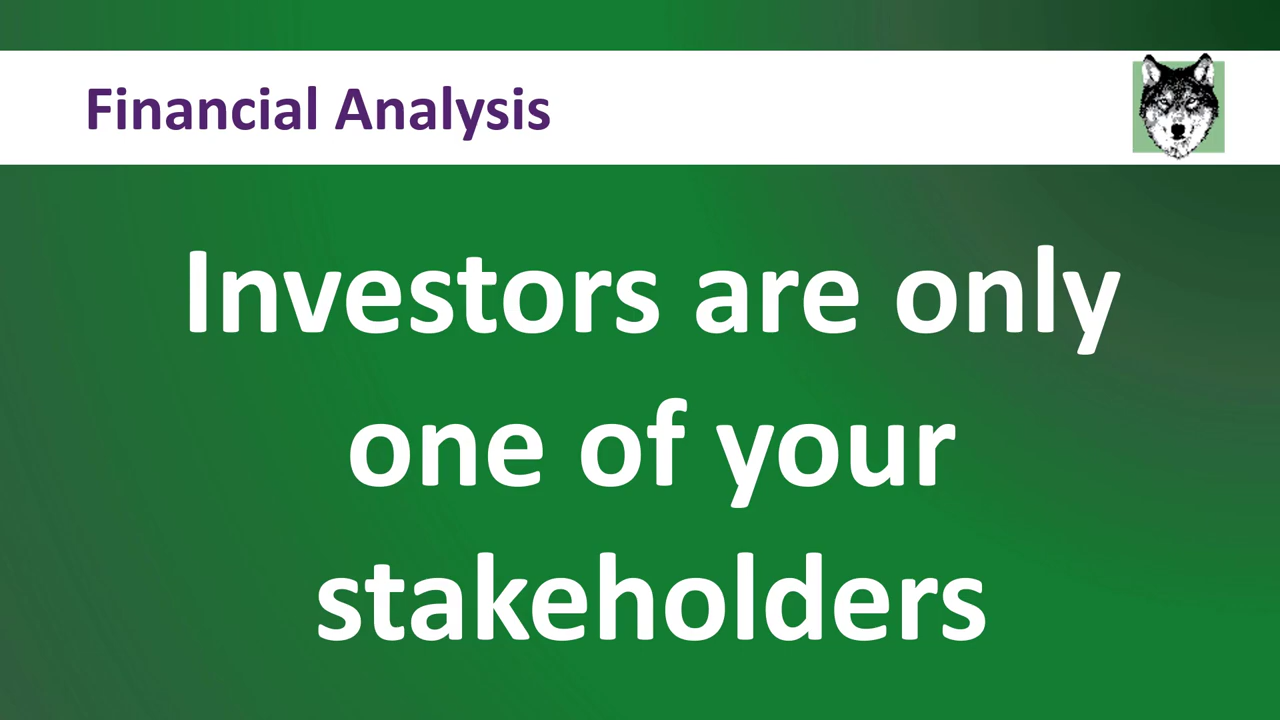 Financial Analysis
Investors are only
one of your
stakeholders